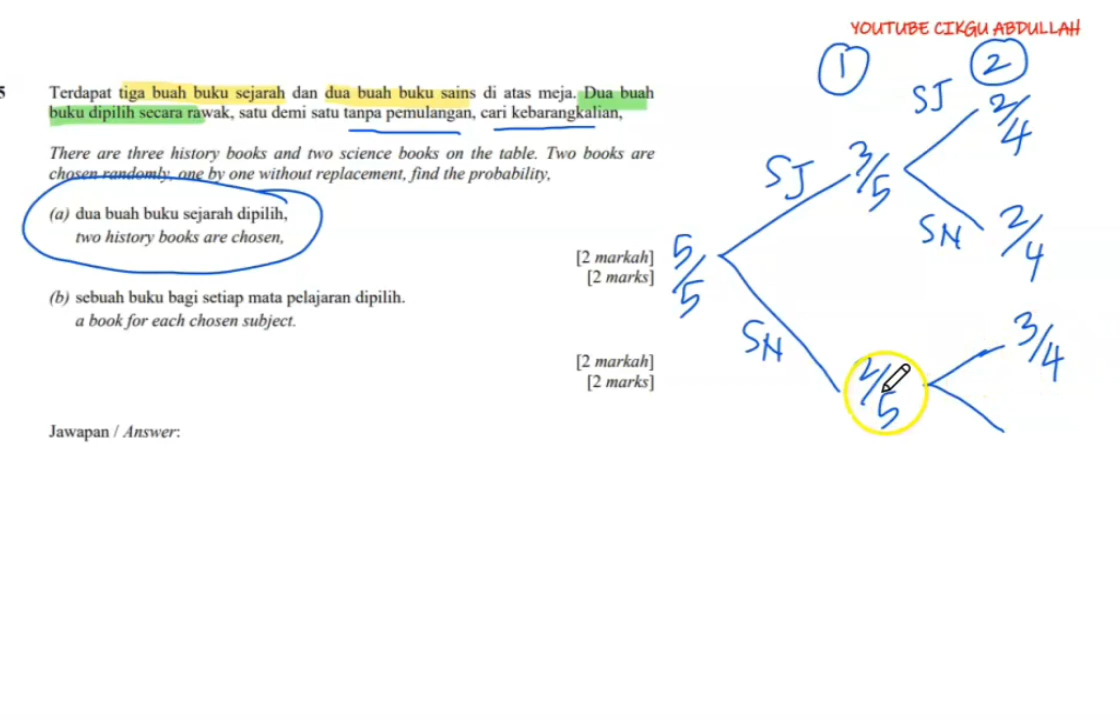 YOUTUBE CIKGU ABDULLAH
5
Terdapat tiga buah buku sejarah dan dua buah buku sains di atas meja. Dua buah
buku dipilih secara rawak, satu demi satu tanpa pemulangan, cari kebarangkalian,
There are three history books and two science books on the table. Two books are
chosen randomly, one by one without replacement, find the probability,
(a) dua buah buku sejarah dipilih,
two history books are chosen,
[2 markah]
[2 marks]
(b) sebuah buku bagi setiap mata pelajaran dipilih.
a book for each chosen subject.
[2 markah]
[2 marks]
Jawapan / Answer:
1
2
5/5
SJ
3/5
SJ
2/4
SN
2/4
SN
2/5
3/4